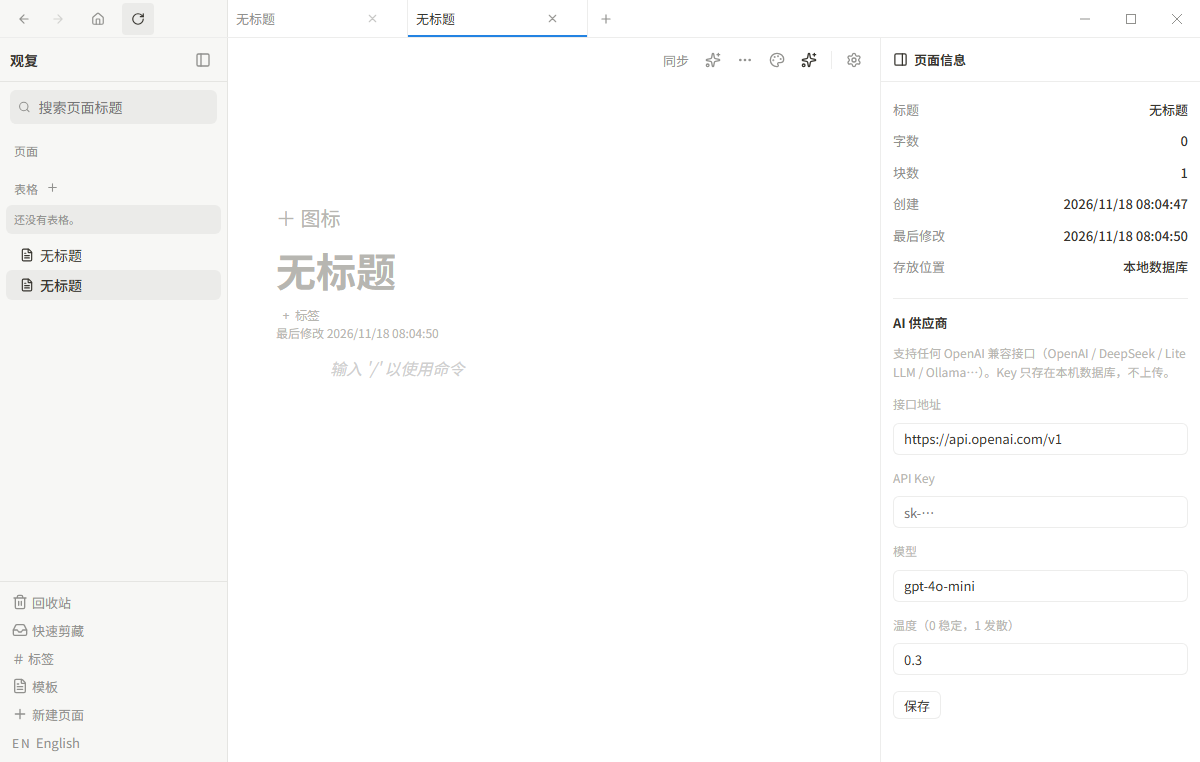 无标题
无标题
观复
搜索页面标题
页面
表格
还没有表格。
无标题
无标题
回收站
快速剪藏
# 标签
模板
新建页面
EN English
同步
图标
无标题
+ 标签
最后修改 2026/11/18 08:04:50
输入 '/' 以使用命令
页面信息
标题 无标题
字数 0
块数 1
创建 2026/11/18 08:04:47
最后修改 2026/11/18 08:04:50
存放位置 本地数据库
AI 供应商
支持任何 OpenAI 兼容接口（OpenAI / DeepSeek / Lite
LLM / Ollama…）。Key 只存在本机数据库，不上传。
接口地址
https://api.openai.com/v1
API Key
sk-…
模型
gpt-4o-mini
温度（0 稳定，1 发散）
0.3
保存